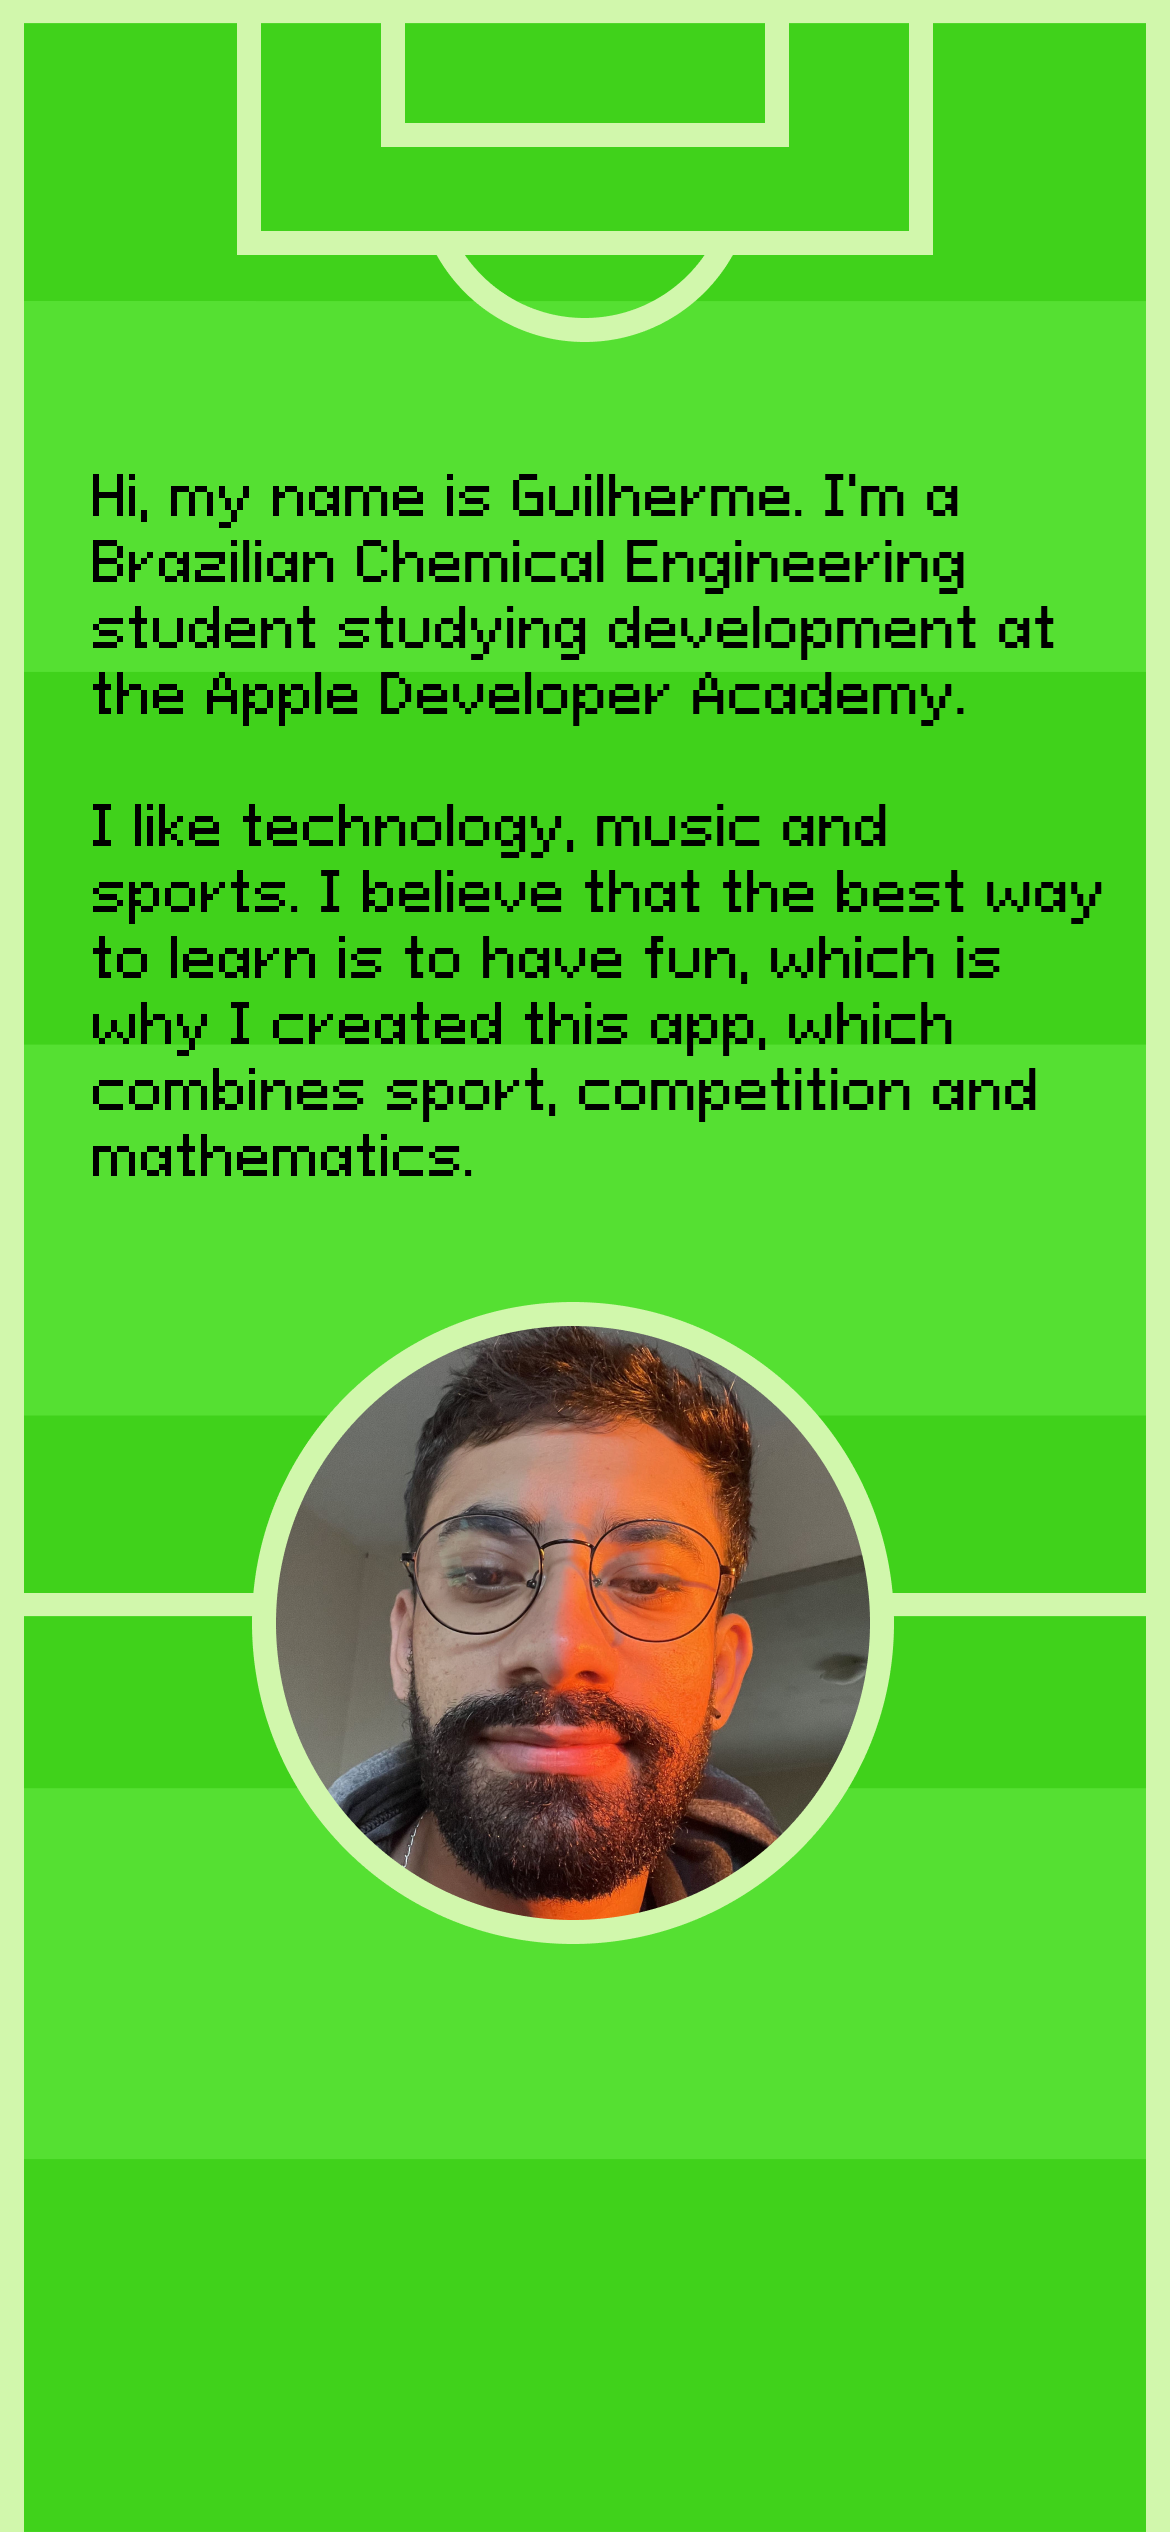 Hi, my name is Guilherme. I'm a
Brazilian Chemical Engineering
student studying development at
the Apple Developer Academy.
I like technology, music and
sports. I believe that the best way
to learn is to have fun, which is
why I created this app, which
combines sport, competition and
mathematics.